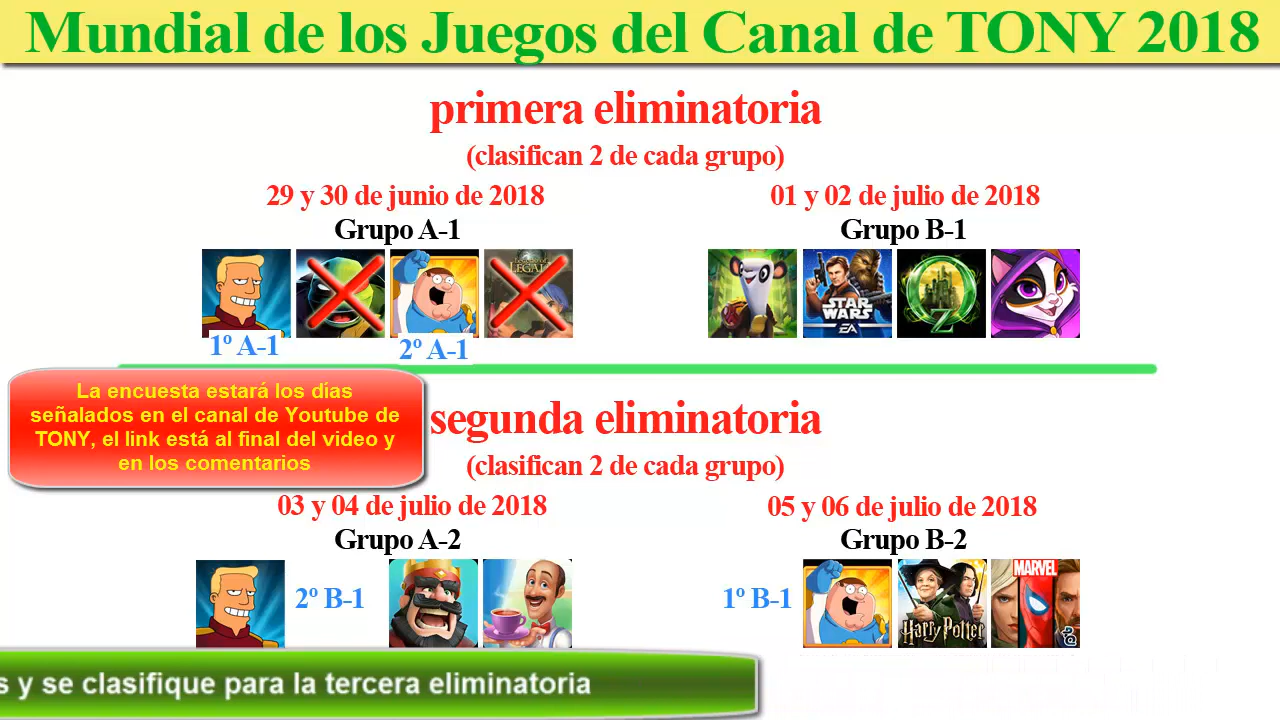 Mundial de los Juegos del Canal de TONY 2018
primera eliminatoria
(clasifican 2 de cada grupo)
29 y 30 de junio de 2018
01 y 02 de julio de 2018
Grupo A-1
Grupo B-1
LEGALS
STAR
WARS
EA
OZ
1º A-1
2º A-1
La encuesta estará los días
señalados en el canal de Youtube de
TONY, el link está al final del video y
en los comentarios
segunda eliminatoria
(clasifican 2 de cada grupo)
03 y 04 de julio de 2018
05 y 06 de julio de 2018
Grupo A-2
Grupo B-2
2º B-1
1º B-1
Harry Potter
MARVEL
s y se clasifique para la tercera eliminatoria